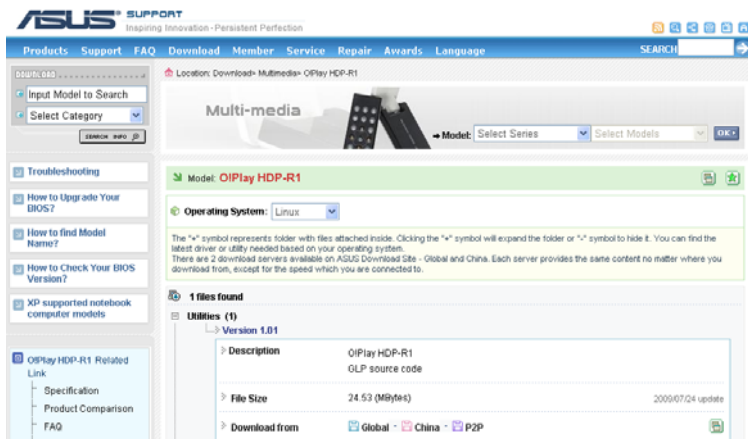 ASUS SUPPORT
Inspiring Innovation · Persistent Perfection
Products Support FAQ Download Member Service Repair Awards Language SEARCH
DOWNLOAD
Input Model to Search
Select Category
SEARCH INFO
Location: Download> Multimedia> O!Play HDP-R1
Multi-media
Model: Select Series Select Models OK
Troubleshooting
How to Upgrade Your
BIOS?
How to find Model
Name?
How to Check Your BIOS
Version?
XP supported notebook
computer models
O!Play HDP-R1 Related
Link
Specification
Product Comparison
FAQ
Model: O!Play HDP-R1
Operating System: Linux
The "+" symbol represents folder with files attached inside. Clicking the "+" symbol will expand the folder or "-" symbol to hide it. You can find the
latest driver or utility needed based on your operating system.
There are 2 download servers available on ASUS Download Site - Global and China. Each server provides the same content no matter where you
download from, except for the speed which you are connected to.
1 files found
Utilities (1)
Version 1.01
Description O!Play HDP-R1
GLP source code
File Size 24.53 (MBytes) 2009/07/24 update
Download from Global - China - P2P